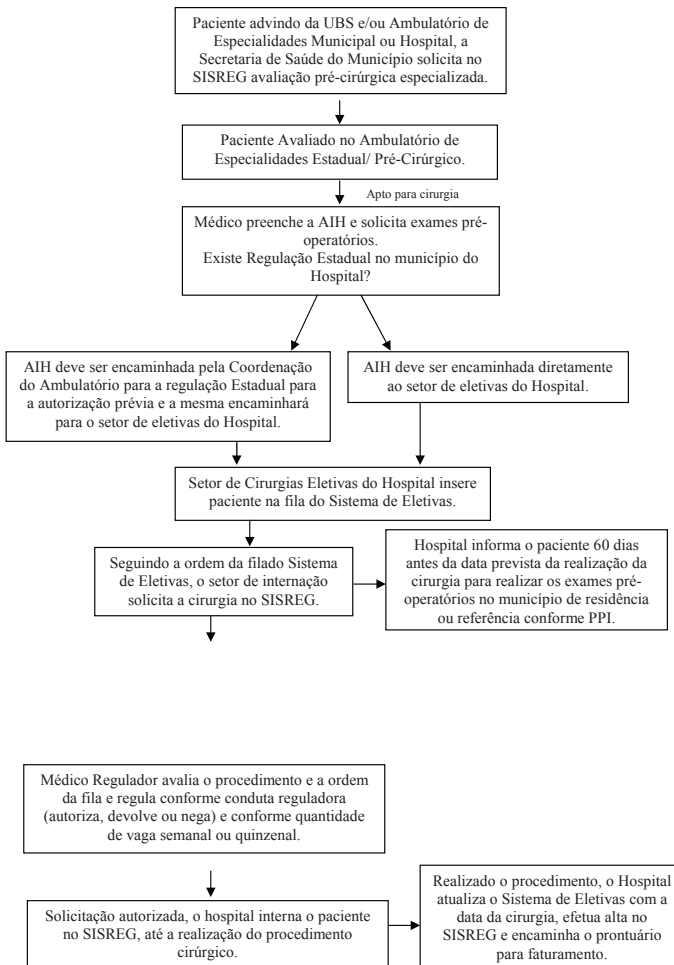 Paciente advindo da UBS e/ou Ambulatório de
Especialidades Municipal ou Hospital, a
Secretaria de Saúde do Município solicita no
SISREG avaliação pré-cirúrgica especializada.
Paciente Avaliado no Ambulatório de
Especialidades Estadual/ Pré-Cirúrgico.
Apto para cirurgia
Médico preenche a AIH e solicita exames pré-
operatórios.
Existe Regulação Estadual no município do
Hospital?
AIH deve ser encaminhada pela Coordenação
do Ambulatório para a regulação Estadual para
a autorização prévia e a mesma encaminhará
para o setor de eletivas do Hospital.
AIH deve ser encaminhada diretamente
ao setor de eletivas do Hospital.
Setor de Cirurgias Eletivas do Hospital insere
paciente na fila do Sistema de Eletivas.
Seguindo a ordem da filado Sistema
de Eletivas, o setor de internação
solicita a cirurgia no SISREG.
Hospital informa o paciente 60 dias
antes da data prevista da realização da
cirurgia para realizar os exames pré-
operatórios no município de residência
ou referência conforme PPI.
Médico Regulador avalia o procedimento e a ordem
da fila e regula conforme conduta reguladora
(autoriza, devolve ou nega) e conforme quantidade
de vaga semanal ou quinzenal.
Solicitação autorizada, o hospital interna o paciente
no SISREG, até a realização do procedimento
cirúrgico.
Realizado o procedimento, o Hospital
atualiza o Sistema de Eletivas com a
data da cirurgia, efetua alta no
SISREG e encaminha o prontuário
para faturamento.